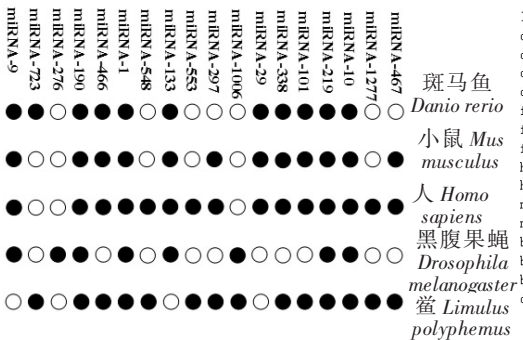 miRNA-9
miRNA-723
miRNA-276
miRNA-190
miRNA-466
miRNA-1
miRNA-548
miRNA-133
miRNA-553
miRNA-297
miRNA-1006
miRNA-29
miRNA-338
miRNA-101
miRNA-219
miRNA-10
miRNA-1277
miRNA-467
斑马鱼
Danio rerio
小鼠 Mus
musculus
人 Homo
sapiens
黑腹果蝇
Drosophila
melanogaster
鲎 Limulus
polyphemus